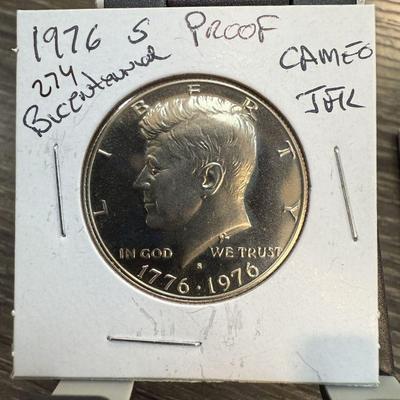 1976 S PROOF
274
Bicentennial
CAMEO
JFK
LIBERTY
IN GOD WE TRUST
S
1776 · 1976